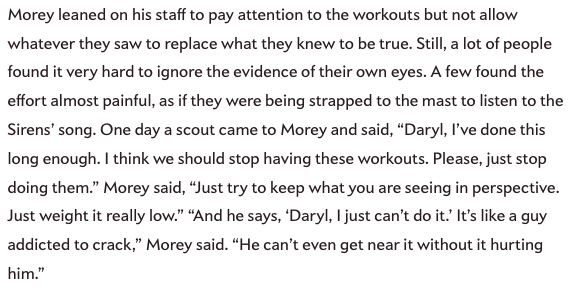 Morey leaned on his staff to pay attention to the workouts but not allow
whatever they saw to replace what they knew to be true. Still, a lot of people
found it very hard to ignore the evidence of their own eyes. A few found the
effort almost painful, as if they were being strapped to the mast to listen to the
Sirens’ song. One day a scout came to Morey and said, “Daryl, I’ve done this
long enough. I think we should stop having these workouts. Please, just stop
doing them.” Morey said, “Just try to keep what you are seeing in perspective.
Just weight it really low.” “And he says, ‘Daryl, I just can’t do it.’ It’s like a guy
addicted to crack,” Morey said. “He can’t even get near it without it hurting
him.”